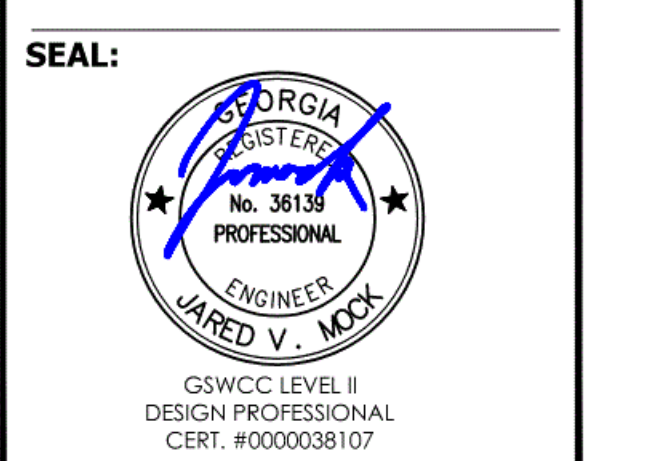 SEAL:
GEORGIA
REGISTERED
No. 36139
PROFESSIONAL
ENGINEER
JARED V. MOCK
GSWCC LEVEL II
DESIGN PROFESSIONAL
CERT. #0000038107